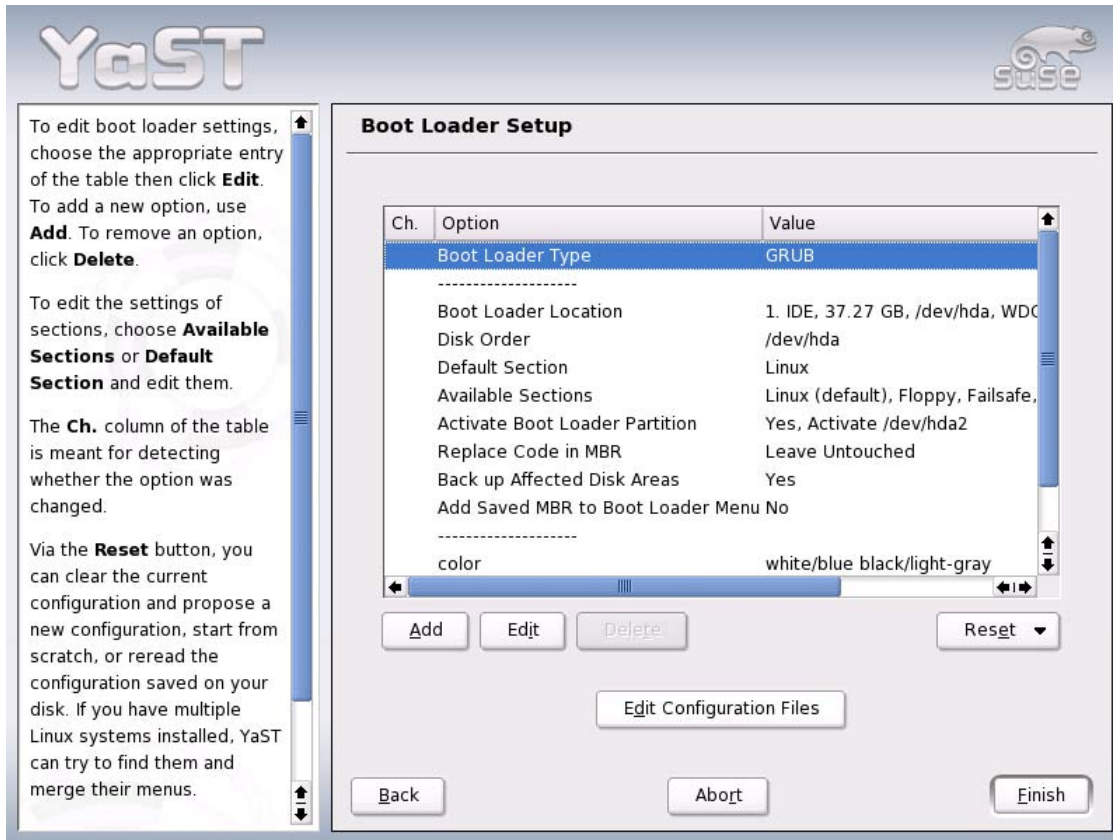 YaST
suse
To edit boot loader settings,
choose the appropriate entry
of the table then click Edit.
To add a new option, use
Add. To remove an option,
click Delete.
To edit the settings of
sections, choose Available
Sections or Default
Section and edit them.
The Ch. column of the table
is meant for detecting
whether the option was
changed.
Via the Reset button, you
can clear the current
configuration and propose a
new configuration, start from
scratch, or reread the
configuration saved on your
disk. If you have multiple
Linux systems installed, YaST
can try to find them and
merge their menus.
Boot Loader Setup
Ch. Option Value
Boot Loader Type GRUB
--------------------
Boot Loader Location 1. IDE, 37.27 GB, /dev/hda, WDC
Disk Order /dev/hda
Default Section Linux
Available Sections Linux (default), Floppy, Failsafe,
Activate Boot Loader Partition Yes, Activate /dev/hda2
Replace Code in MBR Leave Untouched
Back up Affected Disk Areas Yes
Add Saved MBR to Boot Loader Menu No
--------------------
color white/blue black/light-gray
Add Edit Delete Reset
Edit Configuration Files
Back Abort Finish